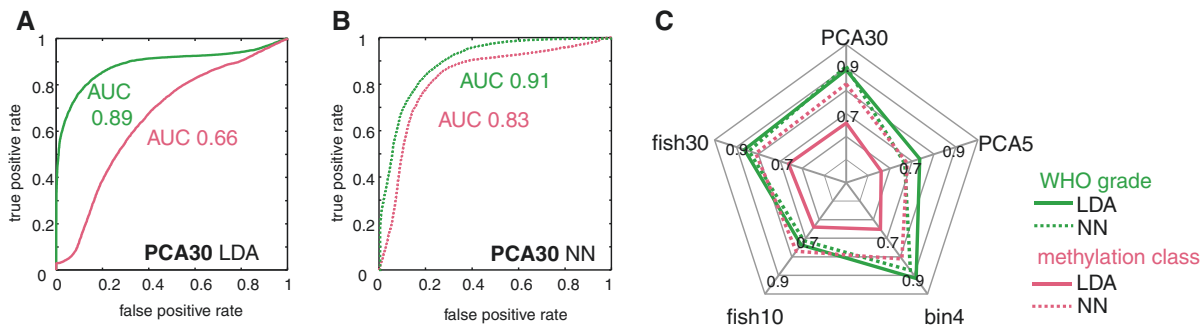 A
1
0.8
0.6
0.4
0.2
0
0
0.2
0.4
0.6
0.8
1
true positive rate
false positive rate
AUC
0.89
AUC 0.66
PCA30 LDA
B
1
0.8
0.6
0.4
0.2
0
0
0.2
0.4
0.6
0.8
1
true positive rate
false positive rate
AUC 0.91
AUC 0.83
PCA30 NN
C
PCA30
0.9
0.7
fish30
0.9
0.7
0.7
0.9
PCA5
0.7
0.7
0.9
0.9
fish10
bin4
WHO grade
LDA
NN
methylation class
LDA
NN